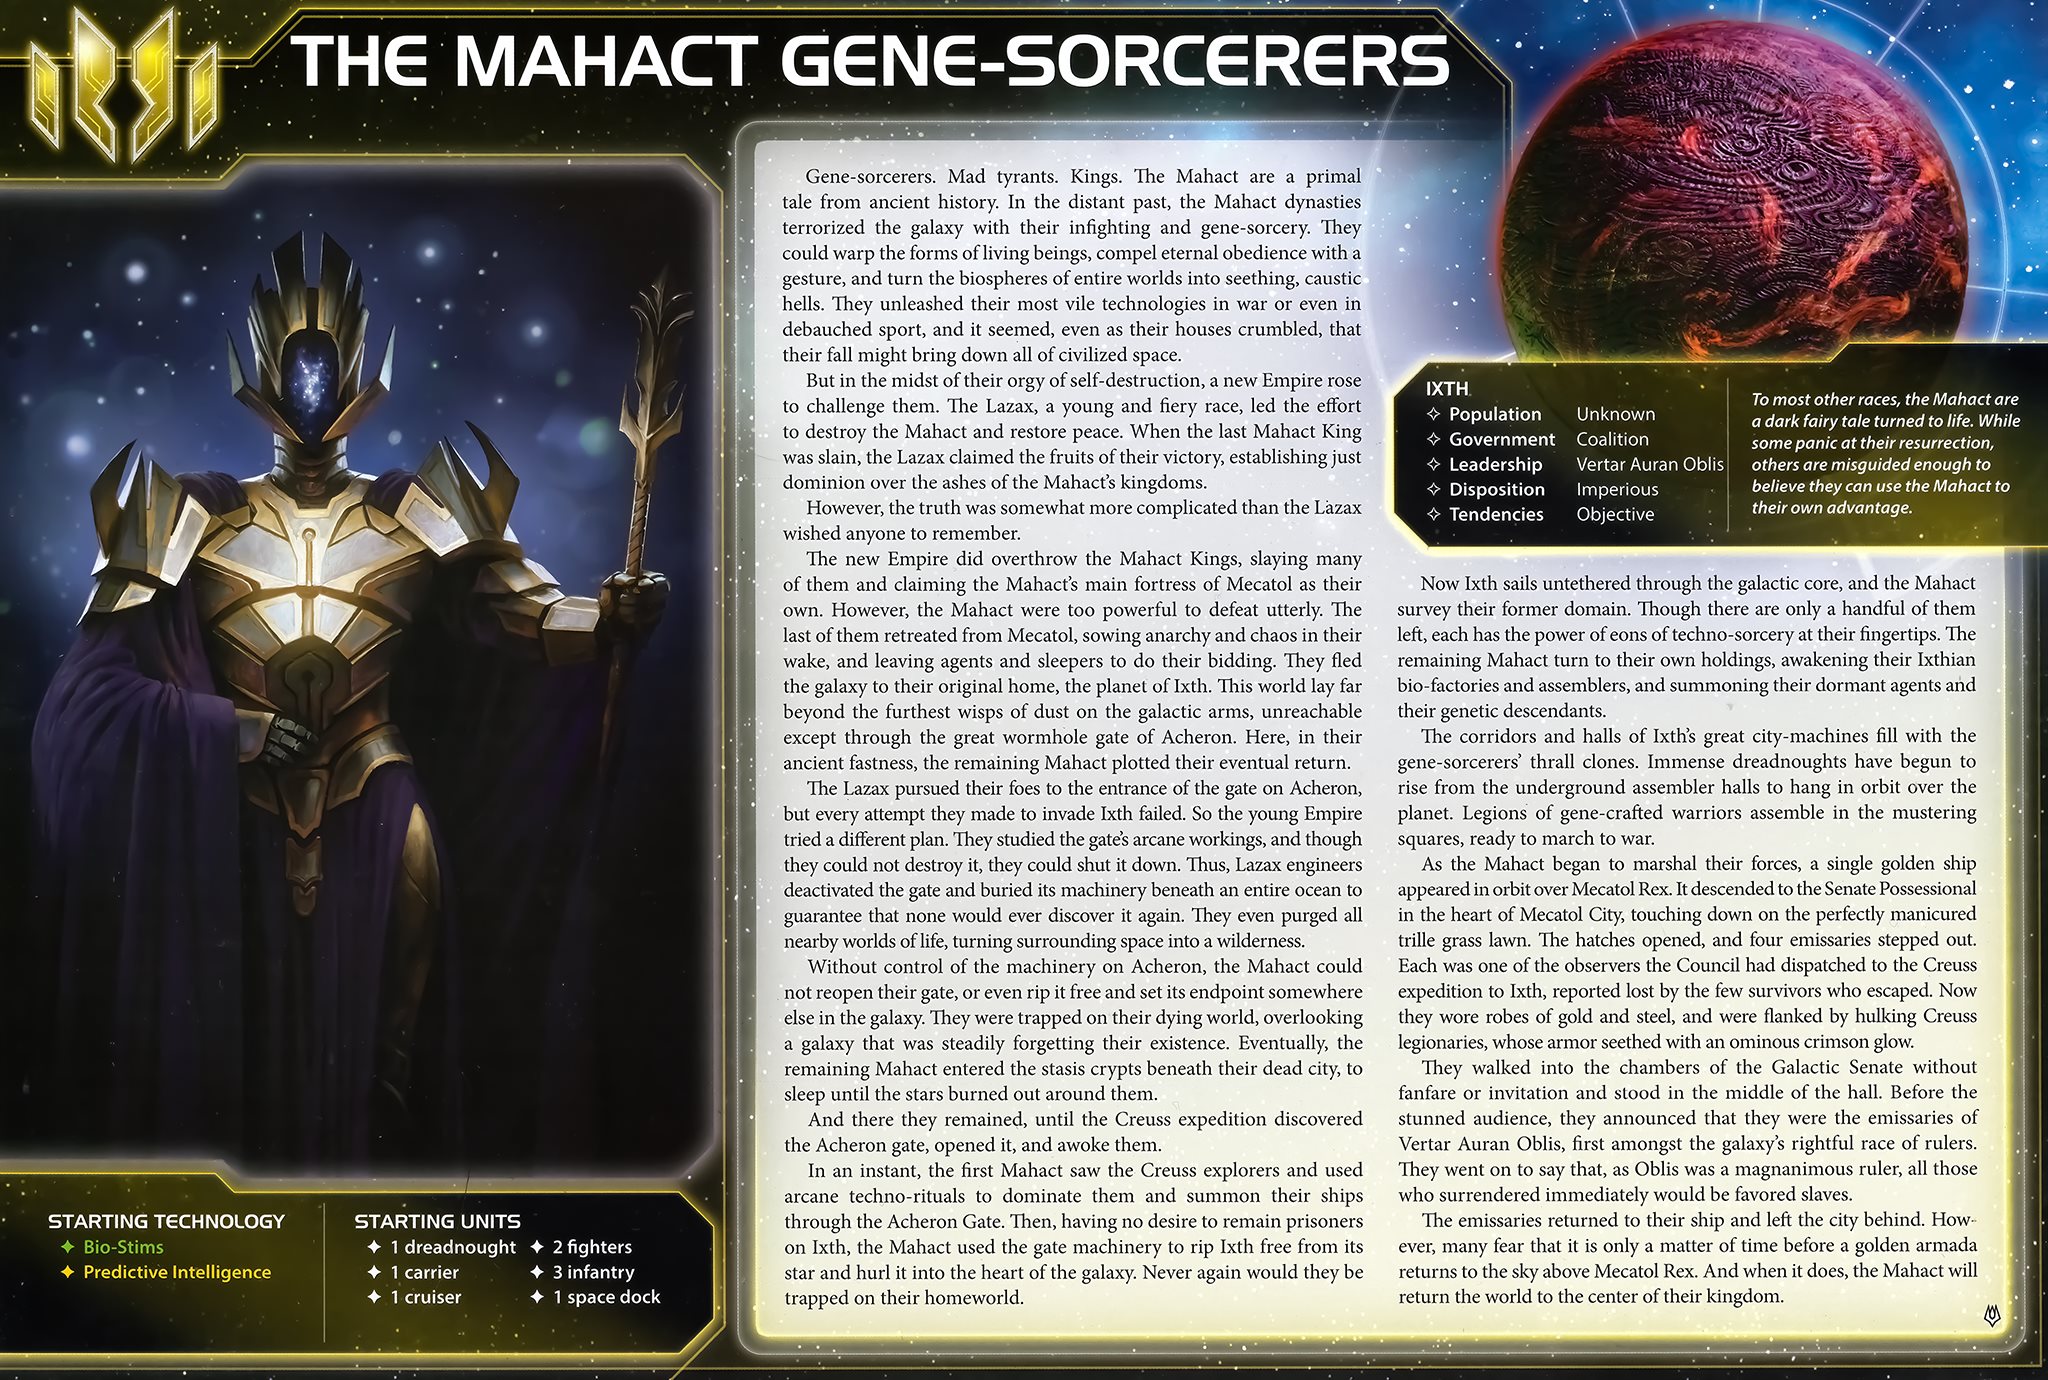 THE MAHACT GENE-SORCERERS
Gene-sorcerers. Mad tyrants. Kings. The Mahact are a primal
tale from ancient history. In the distant past, the Mahact dynasties
terrorized the galaxy with their infighting and gene-sorcery. They
could warp the forms of living beings, compel eternal obedience with a
gesture, and turn the biospheres of entire worlds into seething, caustic
hells. They unleashed their most vile technologies in war or even in
debauched sport, and it seemed, even as their houses crumbled, that
their fall might bring down all of civilized space.
But in the midst of their orgy of self-destruction, a new Empire rose
to challenge them. The Lazax, a young and fiery race, led the effort
to destroy the Mahact and restore peace. When the last Mahact King
was slain, the Lazax claimed the fruits of their victory, establishing just
dominion over the ashes of the Mahact's kingdoms.
However, the truth was somewhat more complicated than the Lazax
wished anyone to remember.
The new Empire did overthrow the Mahact Kings, slaying many
of them and claiming the Mahact's main fortress of Mecatol as their
own. However, the Mahact were too powerful to defeat utterly. The
last of them retreated from Mecatol, sowing anarchy and chaos in their
wake, and leaving agents and sleepers to do their bidding. They fled
the galaxy to their original home, the planet of Ixth. This world lay far
beyond the furthest wisps of dust on the galactic arms, unreachable
except through the great wormhole gate of Acheron. Here, in their
ancient fastness, the remaining Mahact plotted their eventual return.
The Lazax pursued their foes to the entrance of the gate on Acheron,
but every attempt they made to invade Ixth failed. So the young Empire
tried a different plan. They studied the gate's arcane workings, and though
they could not destroy it, they could shut it down. Thus, Lazax engineers
deactivated the gate and buried its machinery beneath an entire ocean to
guarantee that none would ever discover it again. They even purged all
nearby worlds of life, turning surrounding space into a wilderness.
Without control of the machinery on Acheron, the Mahact could
not reopen their gate, or even rip it free and set its endpoint somewhere
else in the galaxy. They were trapped on their dying world, overlooking
a galaxy that was steadily forgetting their existence. Eventually, the
remaining Mahact entered the stasis crypts beneath their dead city, to
sleep until the stars burned out around them.
And there they remained, until the Creuss expedition discovered
the Acheron gate, opened it, and awoke them.
In an instant, the first Mahact saw the Creuss explorers and used
arcane techno-rituals to dominate them and summon their ships
through the Acheron Gate. Then, having no desire to remain prisoners
on Ixth, the Mahact used the gate machinery to rip Ixth free from its
star and hurl it into the heart of the galaxy. Never again would they be
trapped on their homeworld.
IXTH
Population Unknown
Government Coalition
Leadership Vertar Auran Oblis
Disposition Imperious
Tendencies Objective
To most other races, the Mahact are
a dark fairy tale turned to life. While
some panic at their resurrection,
others are misguided enough to
believe they can use the Mahact to
their own advantage.
Now Ixth sails untethered through the galactic core, and the Mahact
survey their former domain. Though there are only a handful of them
left, each has the power of eons of techno-sorcery at their fingertips. The
remaining Mahact turn to their own holdings, awakening their Ixthian
bio-factories and assemblers, and summoning their dormant agents and
their genetic descendants.
The corridors and halls of Ixth's great city-machines fill with the
gene-sorcerers' thrall clones. Immense dreadnoughts have begun to
rise from the underground assembler halls to hang in orbit over the
planet. Legions of gene-crafted warriors assemble in the mustering
squares, ready to march to war.
As the Mahact began to marshal their forces, a single golden ship
appeared in orbit over Mecatol Rex. It descended to the Senate Possessional
in the heart of Mecatol City, touching down on the perfectly manicured
trille grass lawn. The hatches opened, and four emissaries stepped out.
Each was one of the observers the Council had dispatched to the Creuss
expedition to Ixth, reported lost by the few survivors who escaped. Now
they wore robes of gold and steel, and were flanked by hulking Creuss
legionaries, whose armor seethed with an ominous crimson glow.
They walked into the chambers of the Galactic Senate without
fanfare or invitation and stood in the middle of the hall. Before the
stunned audience, they announced that they were the emissaries of
Vertar Auran Oblis, first amongst the galaxy's rightful race of rulers.
They went on to say that, as Oblis was a magnanimous ruler, all those
who surrendered immediately would be favored slaves.
The emissaries returned to their ship and left the city behind. How-
ever, many fear that it is only a matter of time before a golden armada
returns to the sky above Mecatol Rex. And when it does, the Mahact will
return the world to the center of their kingdom.
STARTING TECHNOLOGY
Bio-Stims
Predictive Intelligence
STARTING UNITS
1 dreadnought
1 carrier
1 cruiser
2 fighters
3 infantry
1 space dock